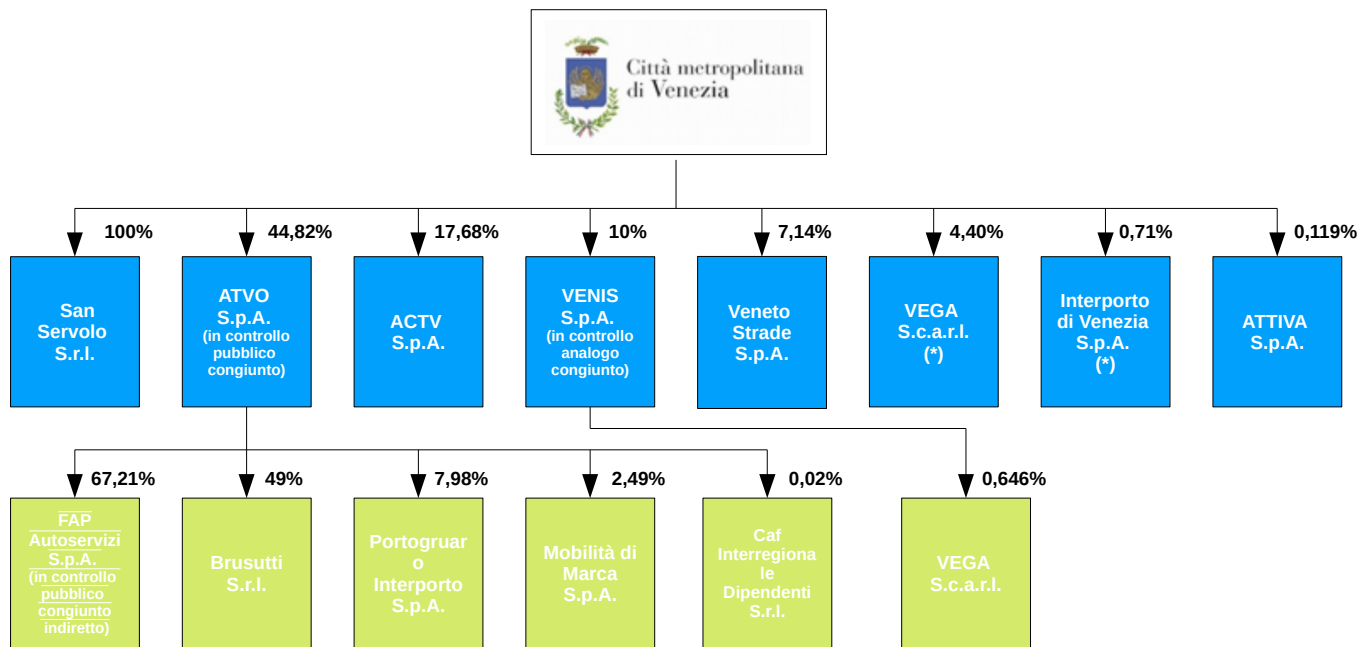 Città metropolitana
di Venezia
100%
44,82%
17,68%
10%
7,14%
4,40%
0,71%
0,119%
San
Servolo
S.r.l.
ATVO
S.p.A.
(in controllo
pubblico
congiunto)
ACTV
S.p.A.
VENIS
S.p.A.
(in controllo
analogo
congiunto)
Veneto
Strade
S.p.A.
VEGA
S.c.a.r.l.
(*)
Interporto
di Venezia
S.p.A.
(*)
ATTIVA
S.p.A.
67,21%
49%
7,98%
2,49%
0,02%
0,646%
FAP
Autoservizi
S.p.A.
(in controllo
pubblico
congiunto
indiretto)
Brusutti
S.r.l.
Portogruar
o
Interporto
S.p.A.
Mobilità di
Marca
S.p.A.
Caf
Interregiona
le
Dipendenti
S.r.l.
VEGA
S.c.a.r.l.